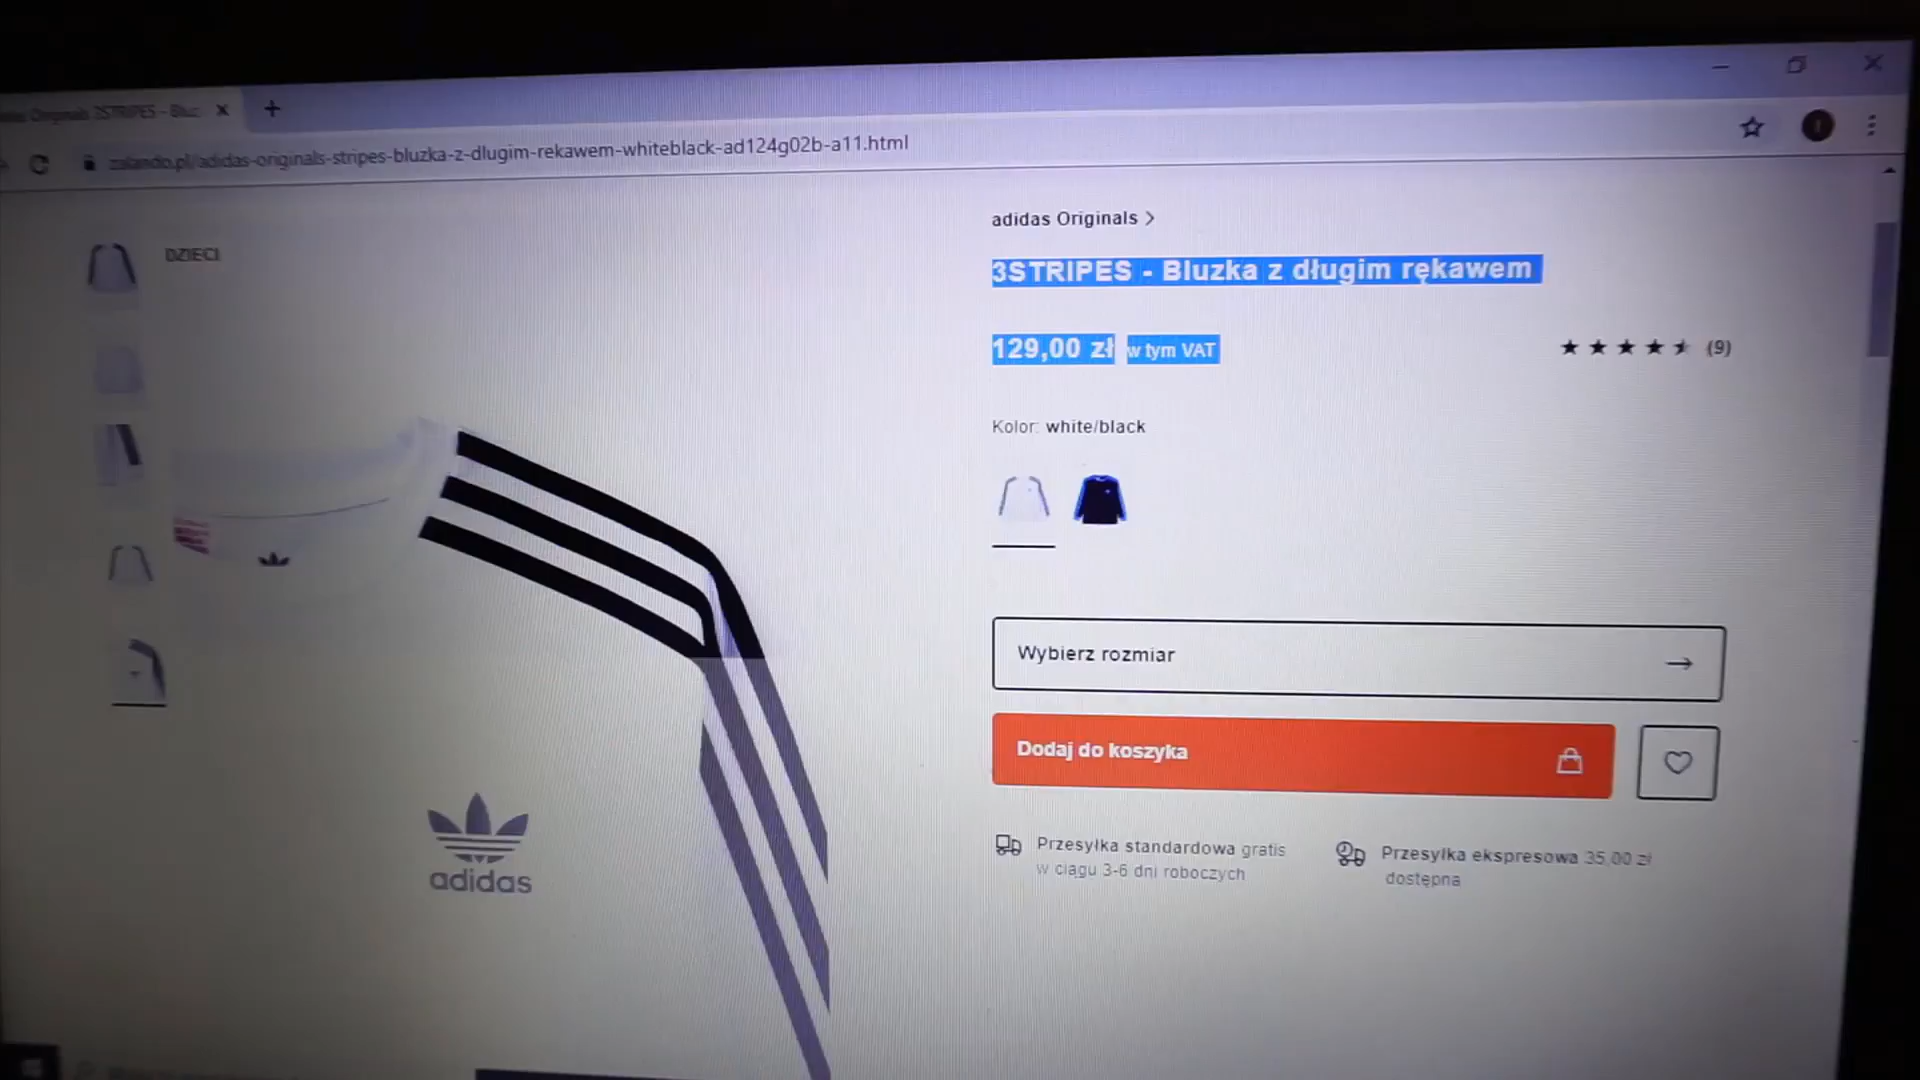 3STRIPES - Bluz
zalando.pl/adidas-originals-stripes-bluzka-z-dlugim-rekawem-whiteblack-ad124g02b-a11.html
DZIECI
adidas Originals >
3STRIPES - Bluzka z długim rękawem
129,00 zł w tym VAT
(9)
Kolor: white/black
Wybierz rozmiar
Dodaj do koszyka
Przesyłka standardowa gratis
w ciągu 3-6 dni roboczych
Przesyłka ekspresowa 35,00 zł
dostępna
adidas